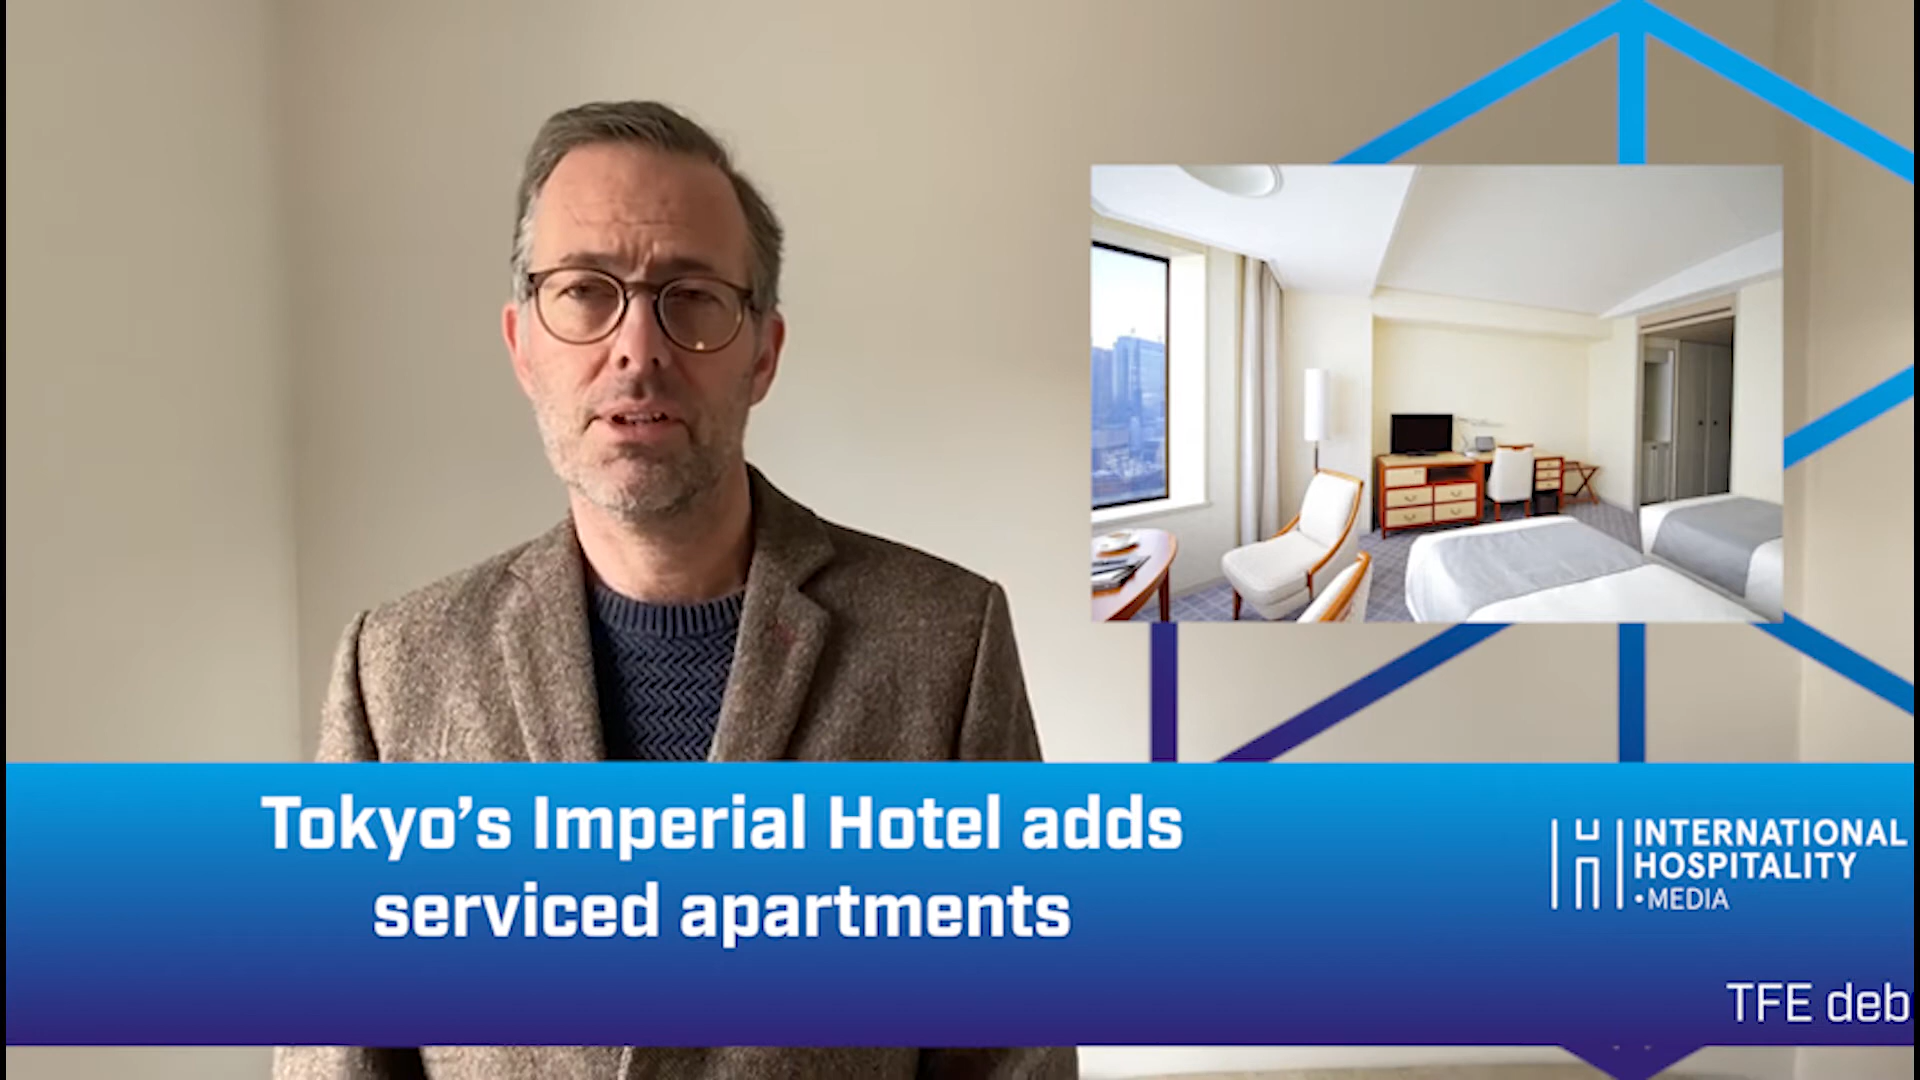 Tokyo’s Imperial Hotel adds
serviced apartments
INTERNATIONAL
HOSPITALITY
•MEDIA
TFE deb